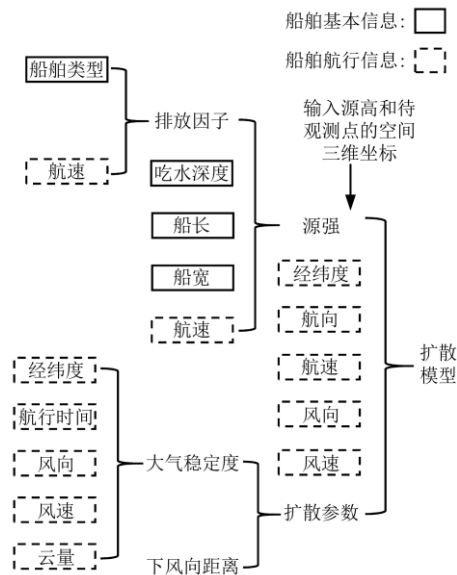 船舶基本信息:
船舶航行信息:
船舶类型
航速
排放因子
吃水深度
船长
船宽
航速
输入源高和待
观测点的空间
三维坐标
源强
经纬度
航向
航速
风向
风速
经纬度
航行时间
风向
风速
云量
大气稳定度
下风向距离
扩散参数
扩散
模型